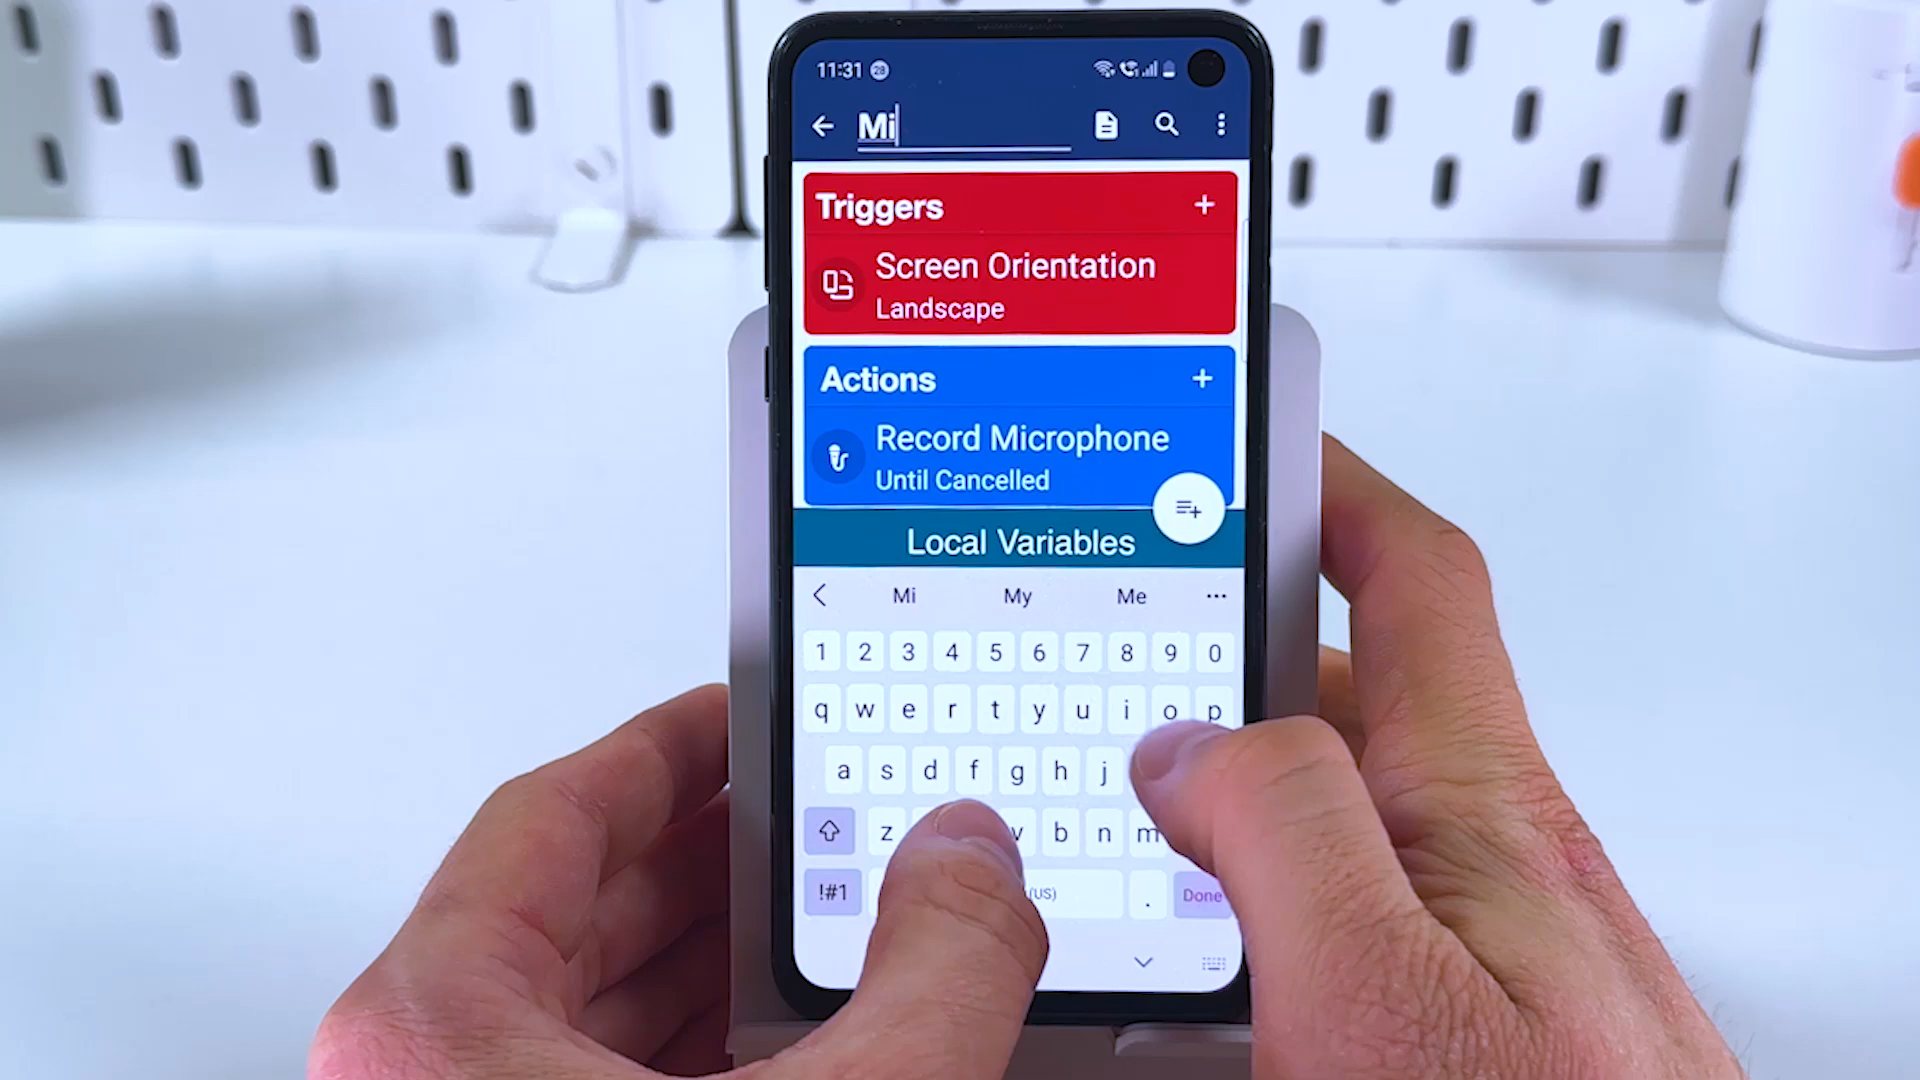 11:31 28
Mi
Triggers +
Screen Orientation
Landscape
Actions +
Record Microphone
Until Cancelled
Local Variables
Mi My Me ...
1 2 3 4 5 6 7 8 9 0
q w e r t y u i o p
a s d f g h j
z v b n m
!#1 (US) . Done